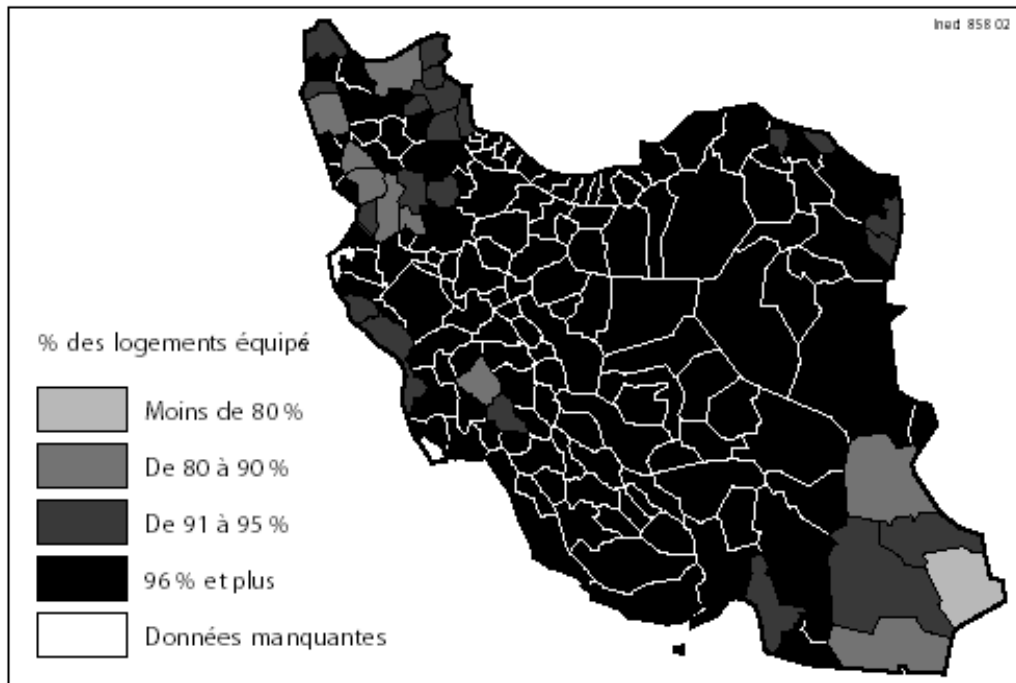 Ined 858 02
% des logements équipé
Moins de 80 %
De 80 à 90 %
De 91 à 95 %
96 % et plus
Données manquantes